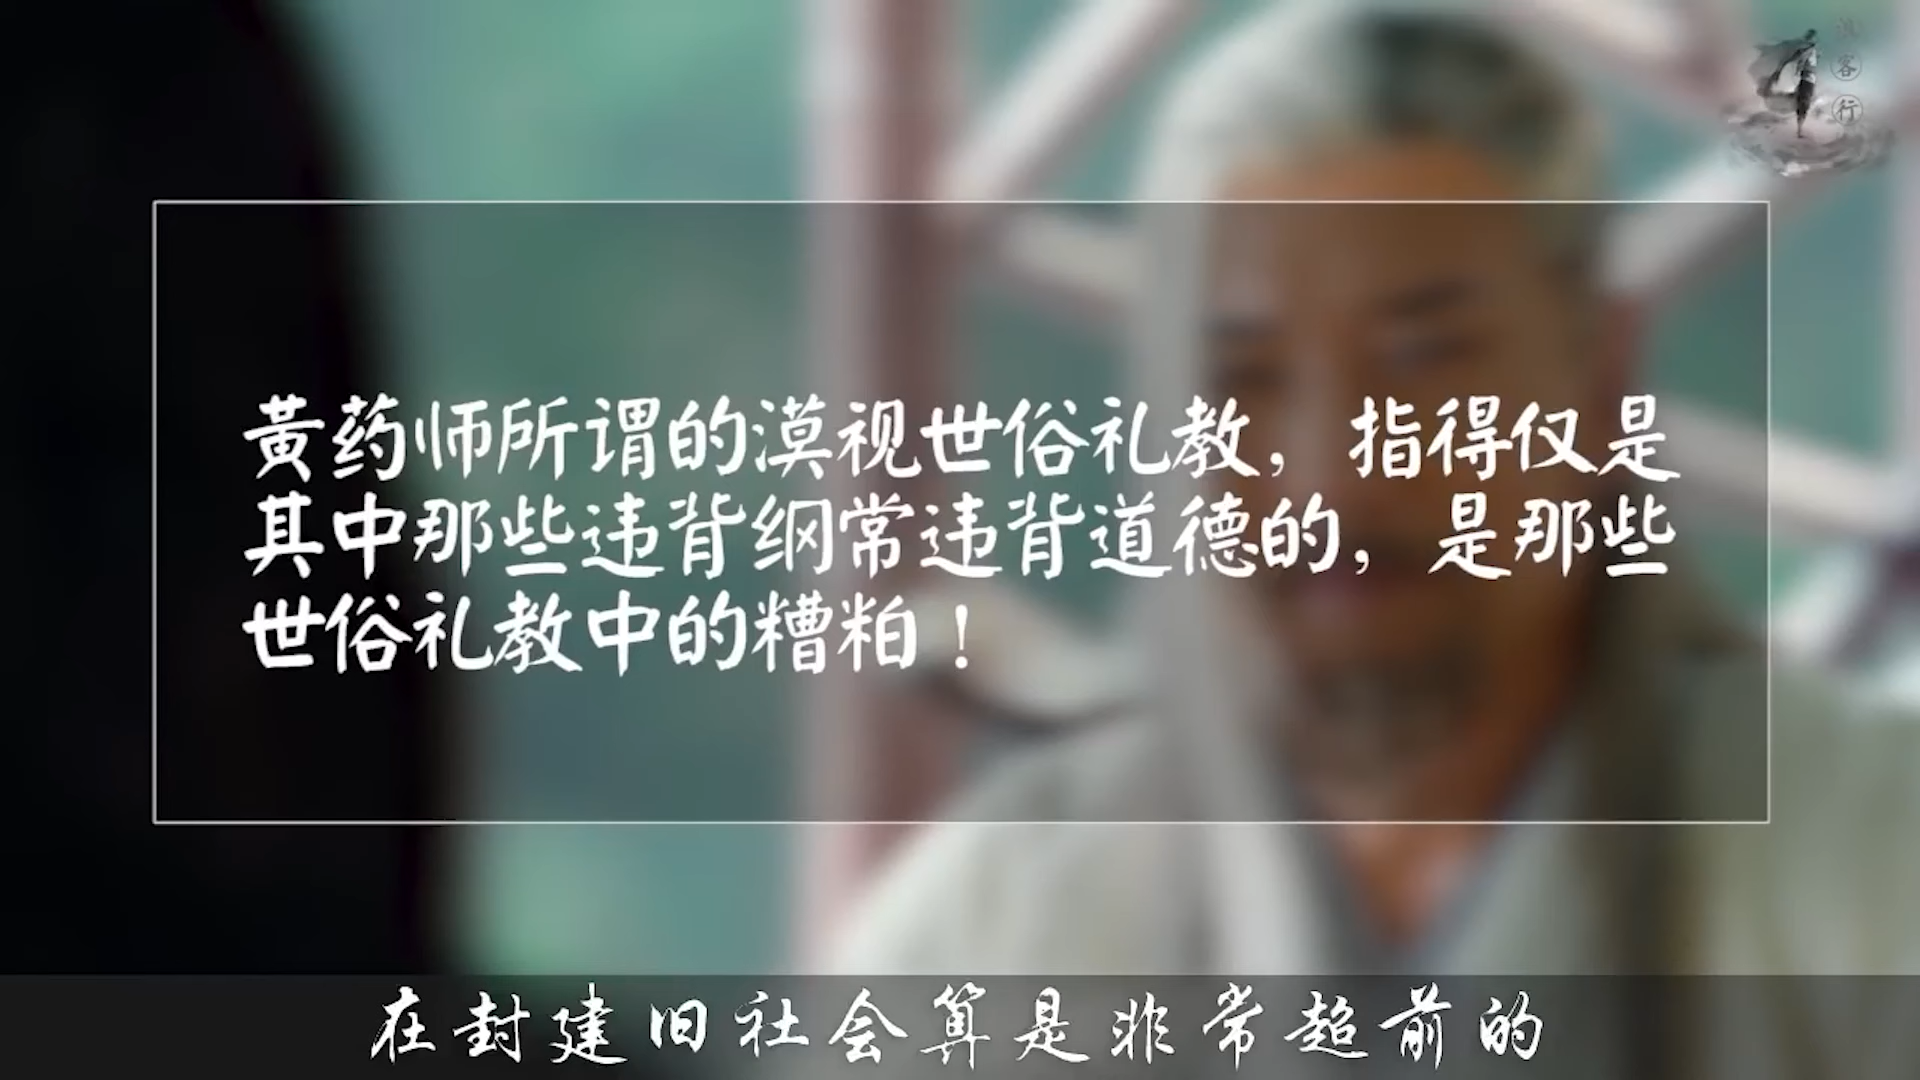 客
行
黄药师所谓的漠视世俗礼教，指得仅是
其中那些违背纲常违背道德的，是那些
世俗礼教中的糟粕！
在封建旧社会算是非常超前的